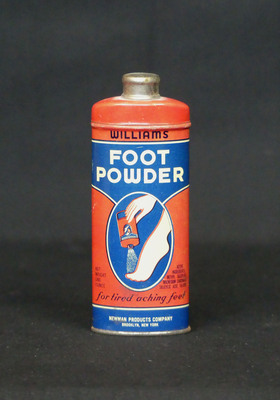 WILLIAMS
FOOT
POWDER
for tired aching feet
NEWMAN PRODUCTS COMPANY
BROOKLYN, NEW YORK